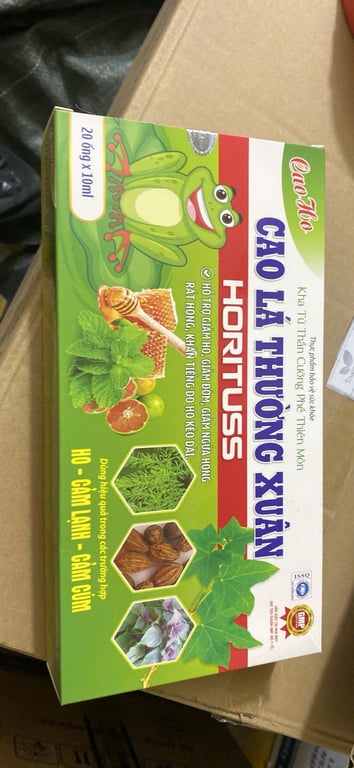 Cao Ho
Thực phẩm bảo vệ sức khỏe
Kha Tử Thần Cường Phế Thiên Môn
CAO LÁ THƯỜNG XUÂN
HORITUSS
HỖ TRỢ GIẢM HO, GIẢM ĐỜM, GIẢM NGỨA HỌNG
RÁT HỌNG, KHẢN TIẾNG DO HO KÉO DÀI.
20 ống x 10ml
Dùng hiệu quả trong các trường hợp
HO - CẢM LẠNH - CẢM CÚM
ISSQ
GMP